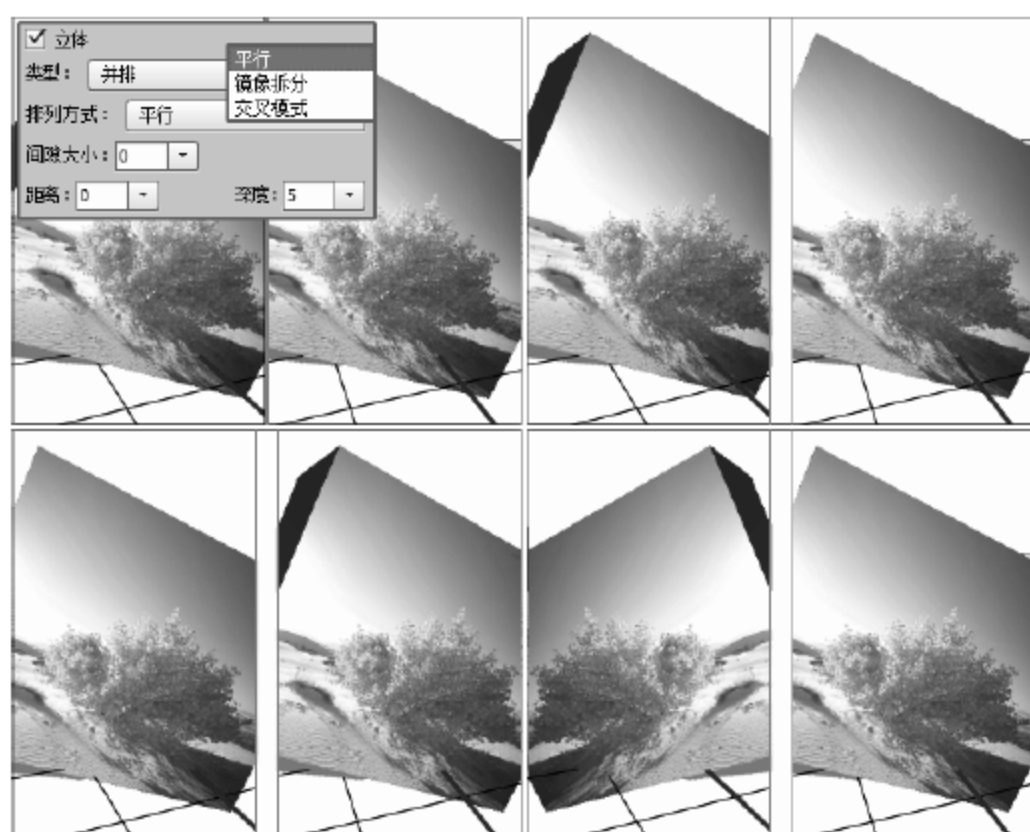 立体
类型： 并排
平行
镜像拆分
交叉模式
排列方式： 平行
间隙大小： 0
距离： 0 深度： 5